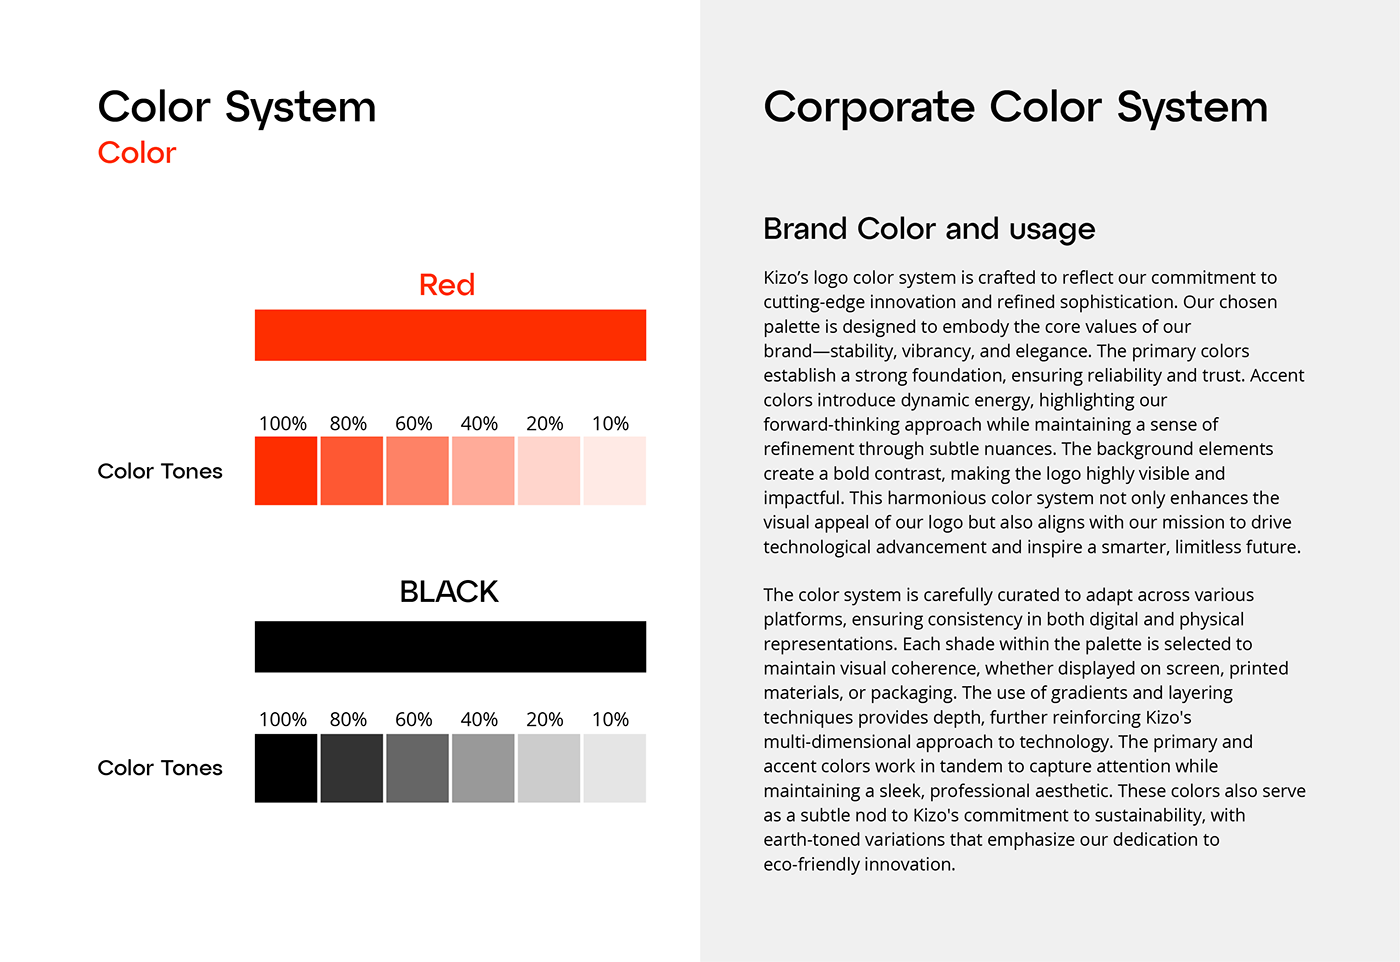 Color System
Color
Red
100% 80% 60% 40% 20% 10%
Color Tones
BLACK
100% 80% 60% 40% 20% 10%
Color Tones
Corporate Color System
Brand Color and usage
Kizo’s logo color system is crafted to reflect our commitment to
cutting-edge innovation and refined sophistication. Our chosen
palette is designed to embody the core values of our
brand—stability, vibrancy, and elegance. The primary colors
establish a strong foundation, ensuring reliability and trust. Accent
colors introduce dynamic energy, highlighting our
forward-thinking approach while maintaining a sense of
refinement through subtle nuances. The background elements
create a bold contrast, making the logo highly visible and
impactful. This harmonious color system not only enhances the
visual appeal of our logo but also aligns with our mission to drive
technological advancement and inspire a smarter, limitless future.
The color system is carefully curated to adapt across various
platforms, ensuring consistency in both digital and physical
representations. Each shade within the palette is selected to
maintain visual coherence, whether displayed on screen, printed
materials, or packaging. The use of gradients and layering
techniques provides depth, further reinforcing Kizo's
multi-dimensional approach to technology. The primary and
accent colors work in tandem to capture attention while
maintaining a sleek, professional aesthetic. These colors also serve
as a subtle nod to Kizo's commitment to sustainability, with
earth-toned variations that emphasize our dedication to
eco-friendly innovation.